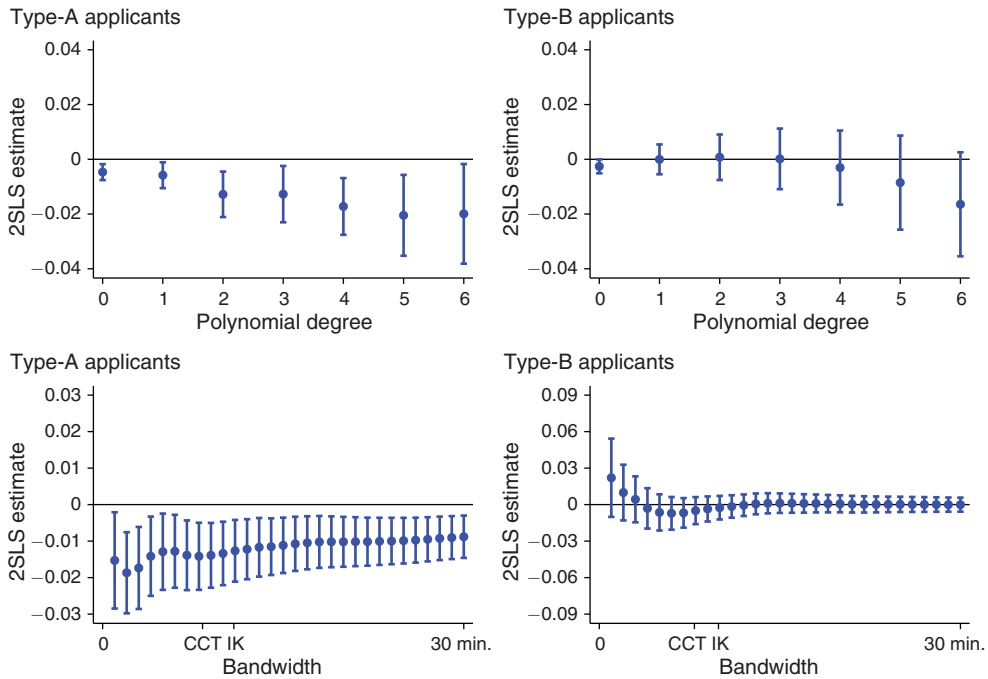 Type-A applicants
2SLS estimate
0.04
0.02
0
−0.02
−0.04
0 1 2 3 4 5 6
Polynomial degree
Type-B applicants
2SLS estimate
0.04
0.02
0
−0.02
−0.04
0 1 2 3 4 5 6
Polynomial degree
Type-A applicants
2SLS estimate
0.03
0.03
0.01
0
−0.01
−0.02
−0.03
0 CCT IK 30 min.
Bandwidth
Type-B applicants
2SLS estimate
0.09
0.06
0.03
0
−0.03
−0.06
−0.09
0 CCT IK 30 min.
Bandwidth